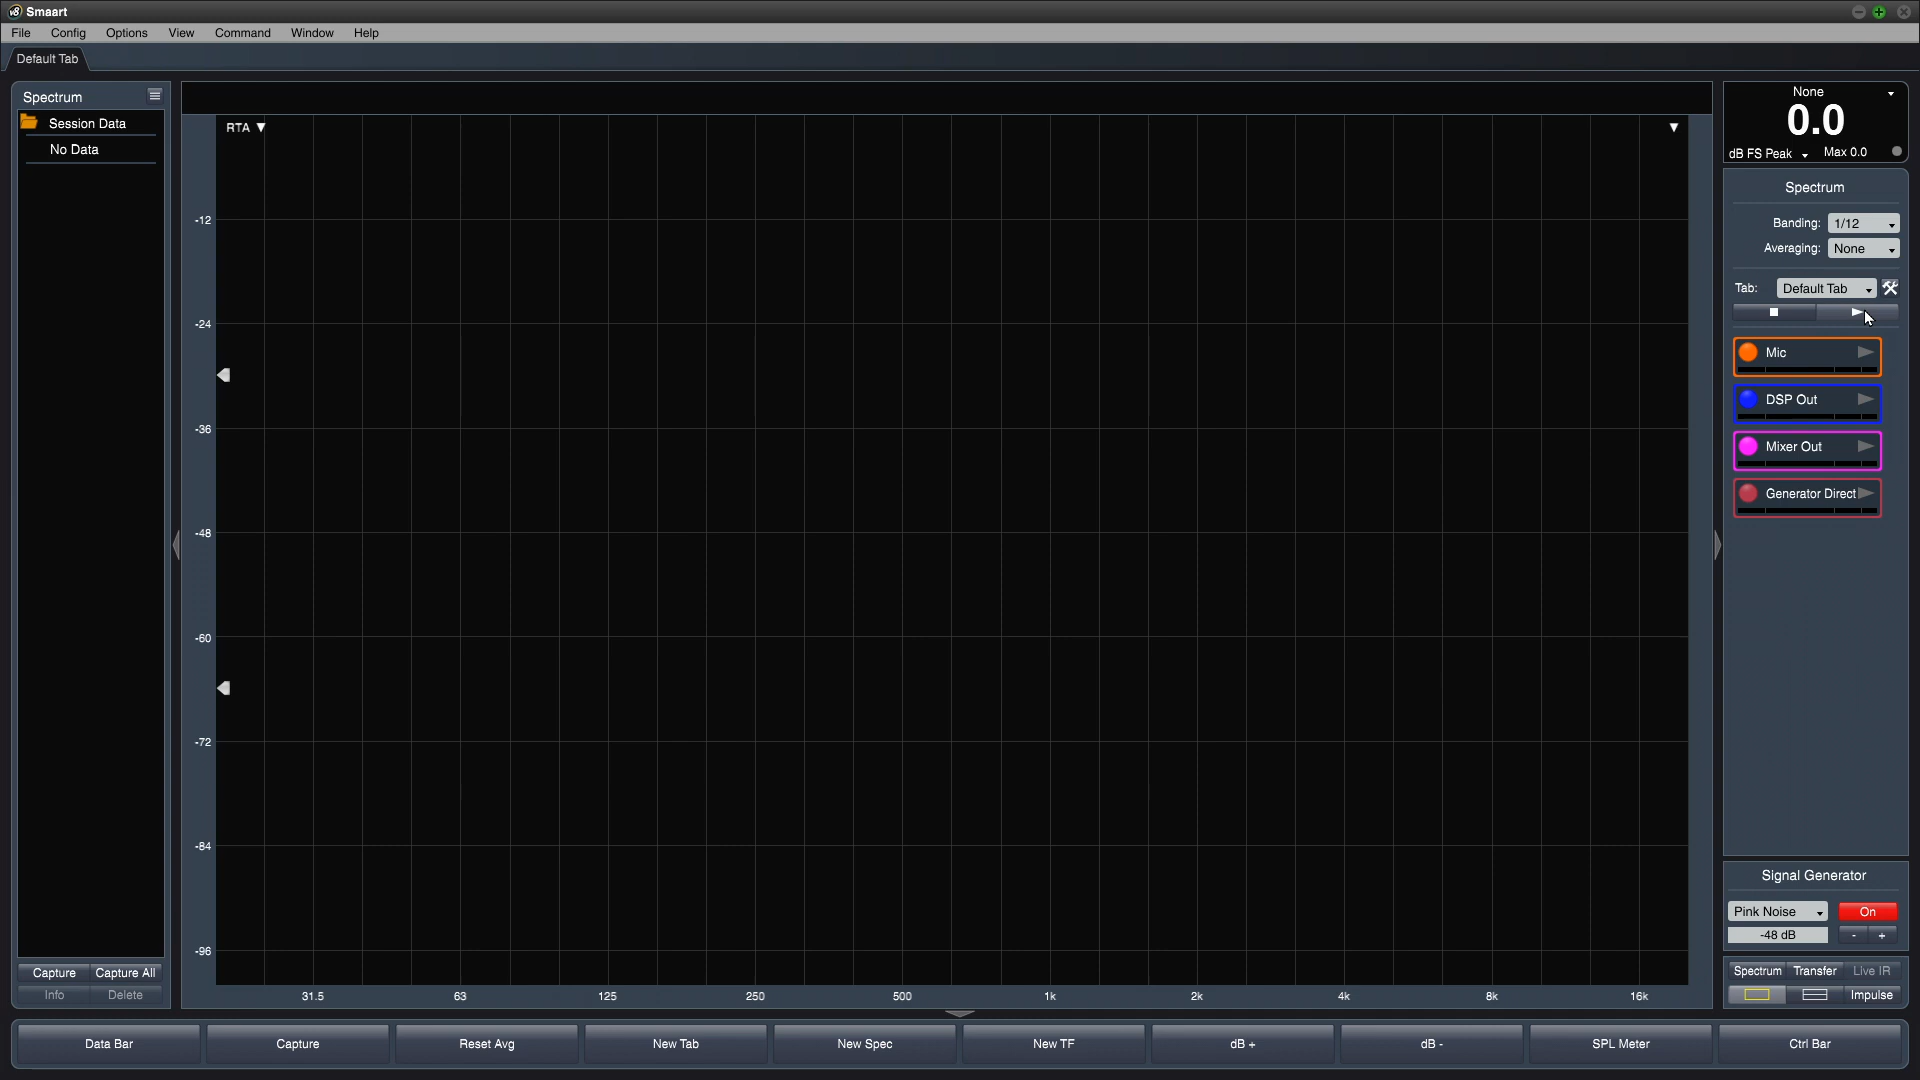 v8 Smaart
File Config Options View Command Window Help
Default Tab
Spectrum
Session Data
No Data
RTA ▼ ▼
-12
-24
-36
-48
-60
-72
-84
-96
31.5 63 125 250 500 1k 2k 4k 8k 16k
Capture Capture All
Info Delete
None
0.0
dB FS Peak Max 0.0
Spectrum
Banding: 1/12
Averaging: None
Tab: Default Tab
Mic
DSP Out
Mixer Out
Generator Direct
Signal Generator
Pink Noise On
-48 dB - +
Spectrum Transfer Live IR
Impulse
Data Bar Capture Reset Avg New Tab New Spec New TF dB + dB - SPL Meter Ctrl Bar